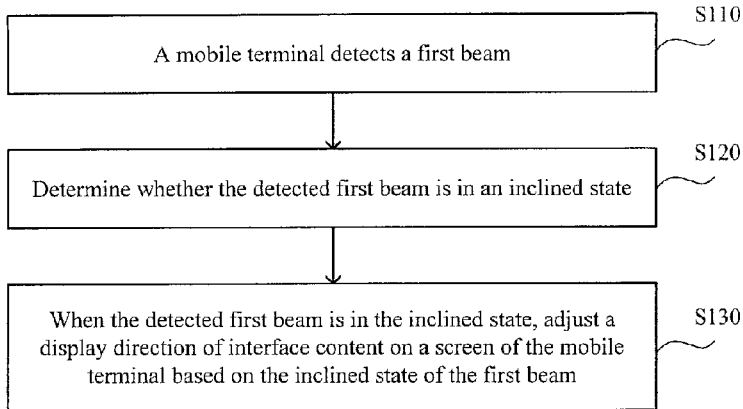 S110
A mobile terminal detects a first beam
S120
Determine whether the detected first beam is in an inclined state
S130
When the detected first beam is in the inclined state, adjust a
display direction of interface content on a screen of the mobile
terminal based on the inclined state of the first beam